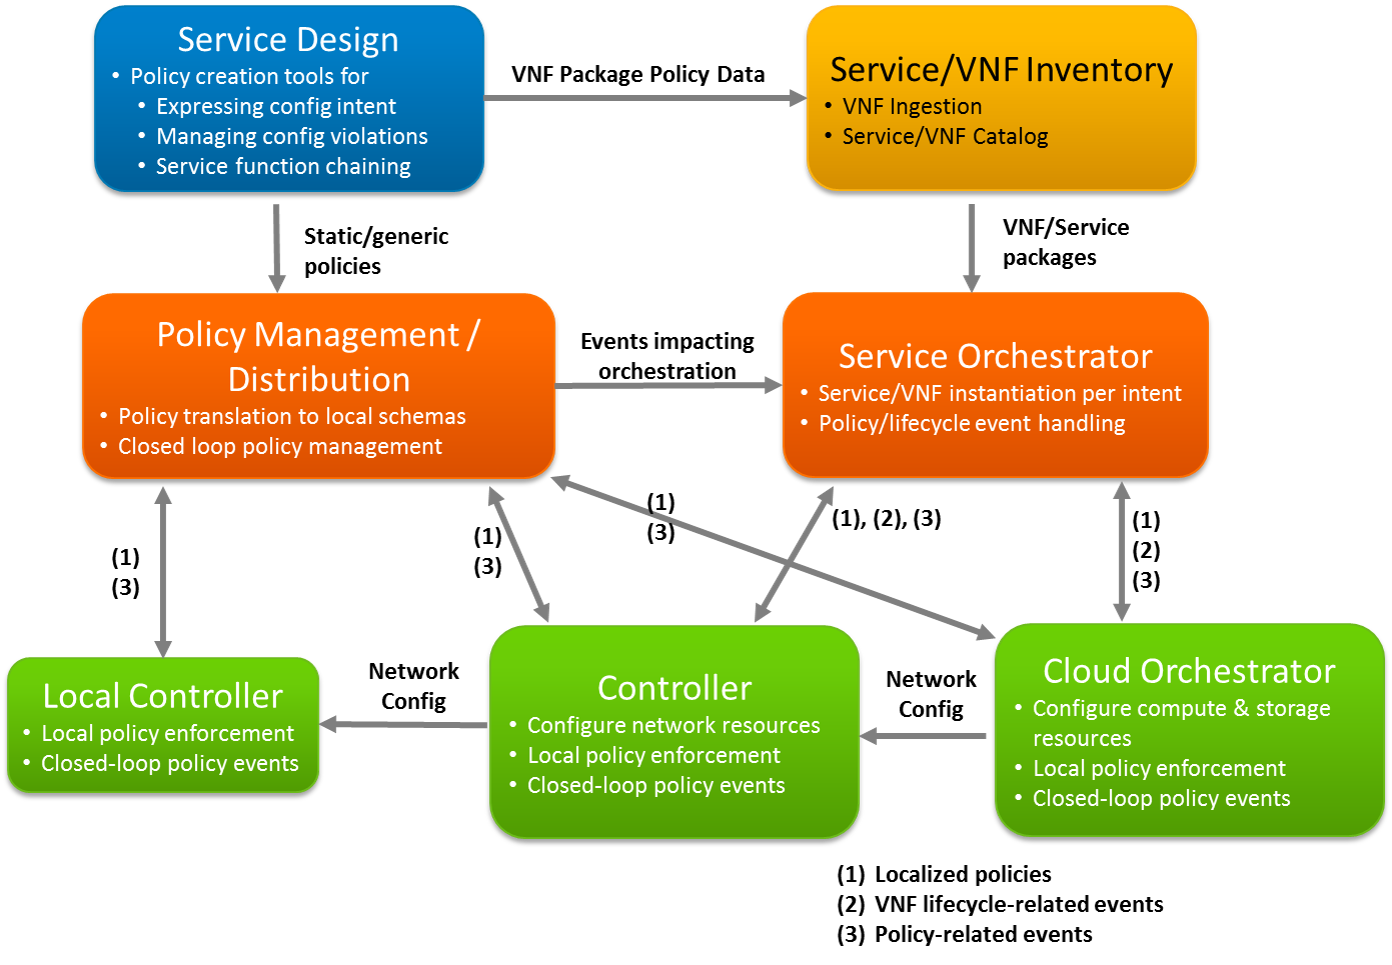 Service Design
• Policy creation tools for
• Expressing config intent
• Managing config violations
• Service function chaining
VNF Package Policy Data
Service/VNF Inventory
• VNF Ingestion
• Service/VNF Catalog
Static/generic
policies
VNF/Service
packages
Policy Management /
Distribution
• Policy translation to local schemas
• Closed loop policy management
Events impacting
orchestration
Service Orchestrator
• Service/VNF instantiation per intent
• Policy/lifecycle event handling
(1)
(3)
(1)
(3)
(1)
(3)
(1), (2), (3)
(1)
(2)
(3)
Local Controller
• Local policy enforcement
• Closed-loop policy events
Network
Config
Controller
• Configure network resources
• Local policy enforcement
• Closed-loop policy events
Network
Config
Cloud Orchestrator
• Configure compute & storage
resources
• Local policy enforcement
• Closed-loop policy events
(1) Localized policies
(2) VNF lifecycle-related events
(3) Policy-related events